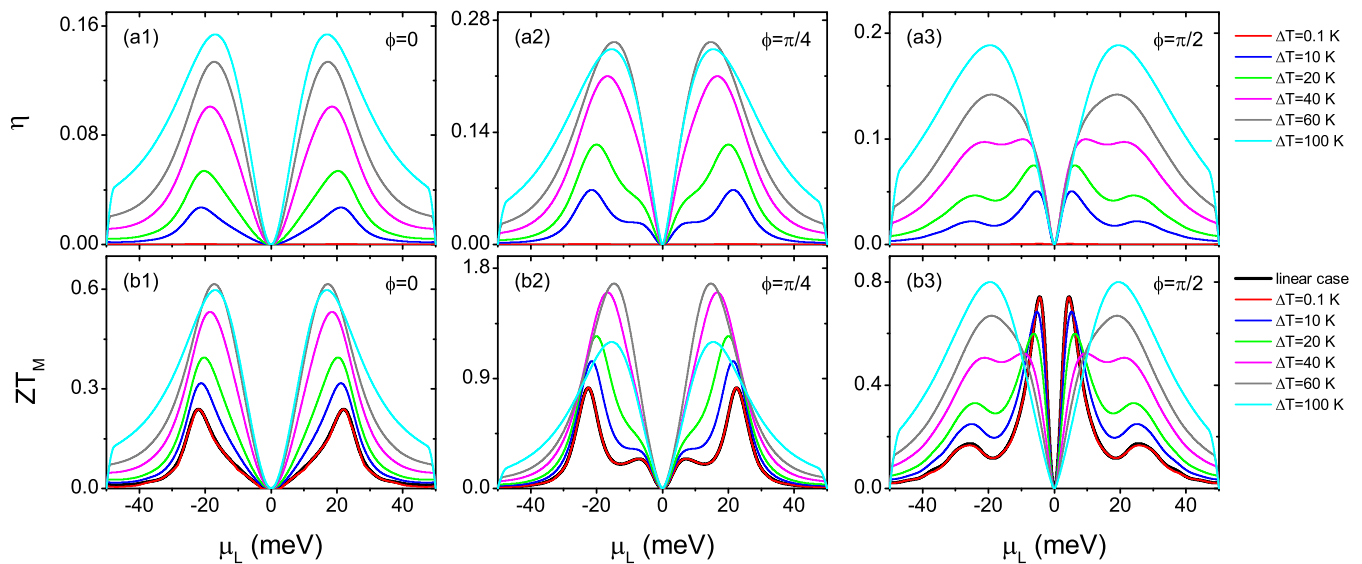 (a1) ϕ=0
(a2) ϕ=π/4
(a3) ϕ=π/2
η
0.16
0.08
0.00
0.28
0.14
0.00
0.2
0.1
0.0
ΔT=0.1 K
ΔT=10 K
ΔT=20 K
ΔT=40 K
ΔT=60 K
ΔT=100 K
(b1) ϕ=0
(b2) ϕ=π/4
(b3) ϕ=π/2
ZT_M
0.6
0.3
0.0
1.8
0.9
0.0
0.8
0.4
0.0
linear case
ΔT=0.1 K
ΔT=10 K
ΔT=20 K
ΔT=40 K
ΔT=60 K
ΔT=100 K
-40 -20 0 20 40
-40 -20 0 20 40
-40 -20 0 20 40
μ_L (meV)
μ_L (meV)
μ_L (meV)